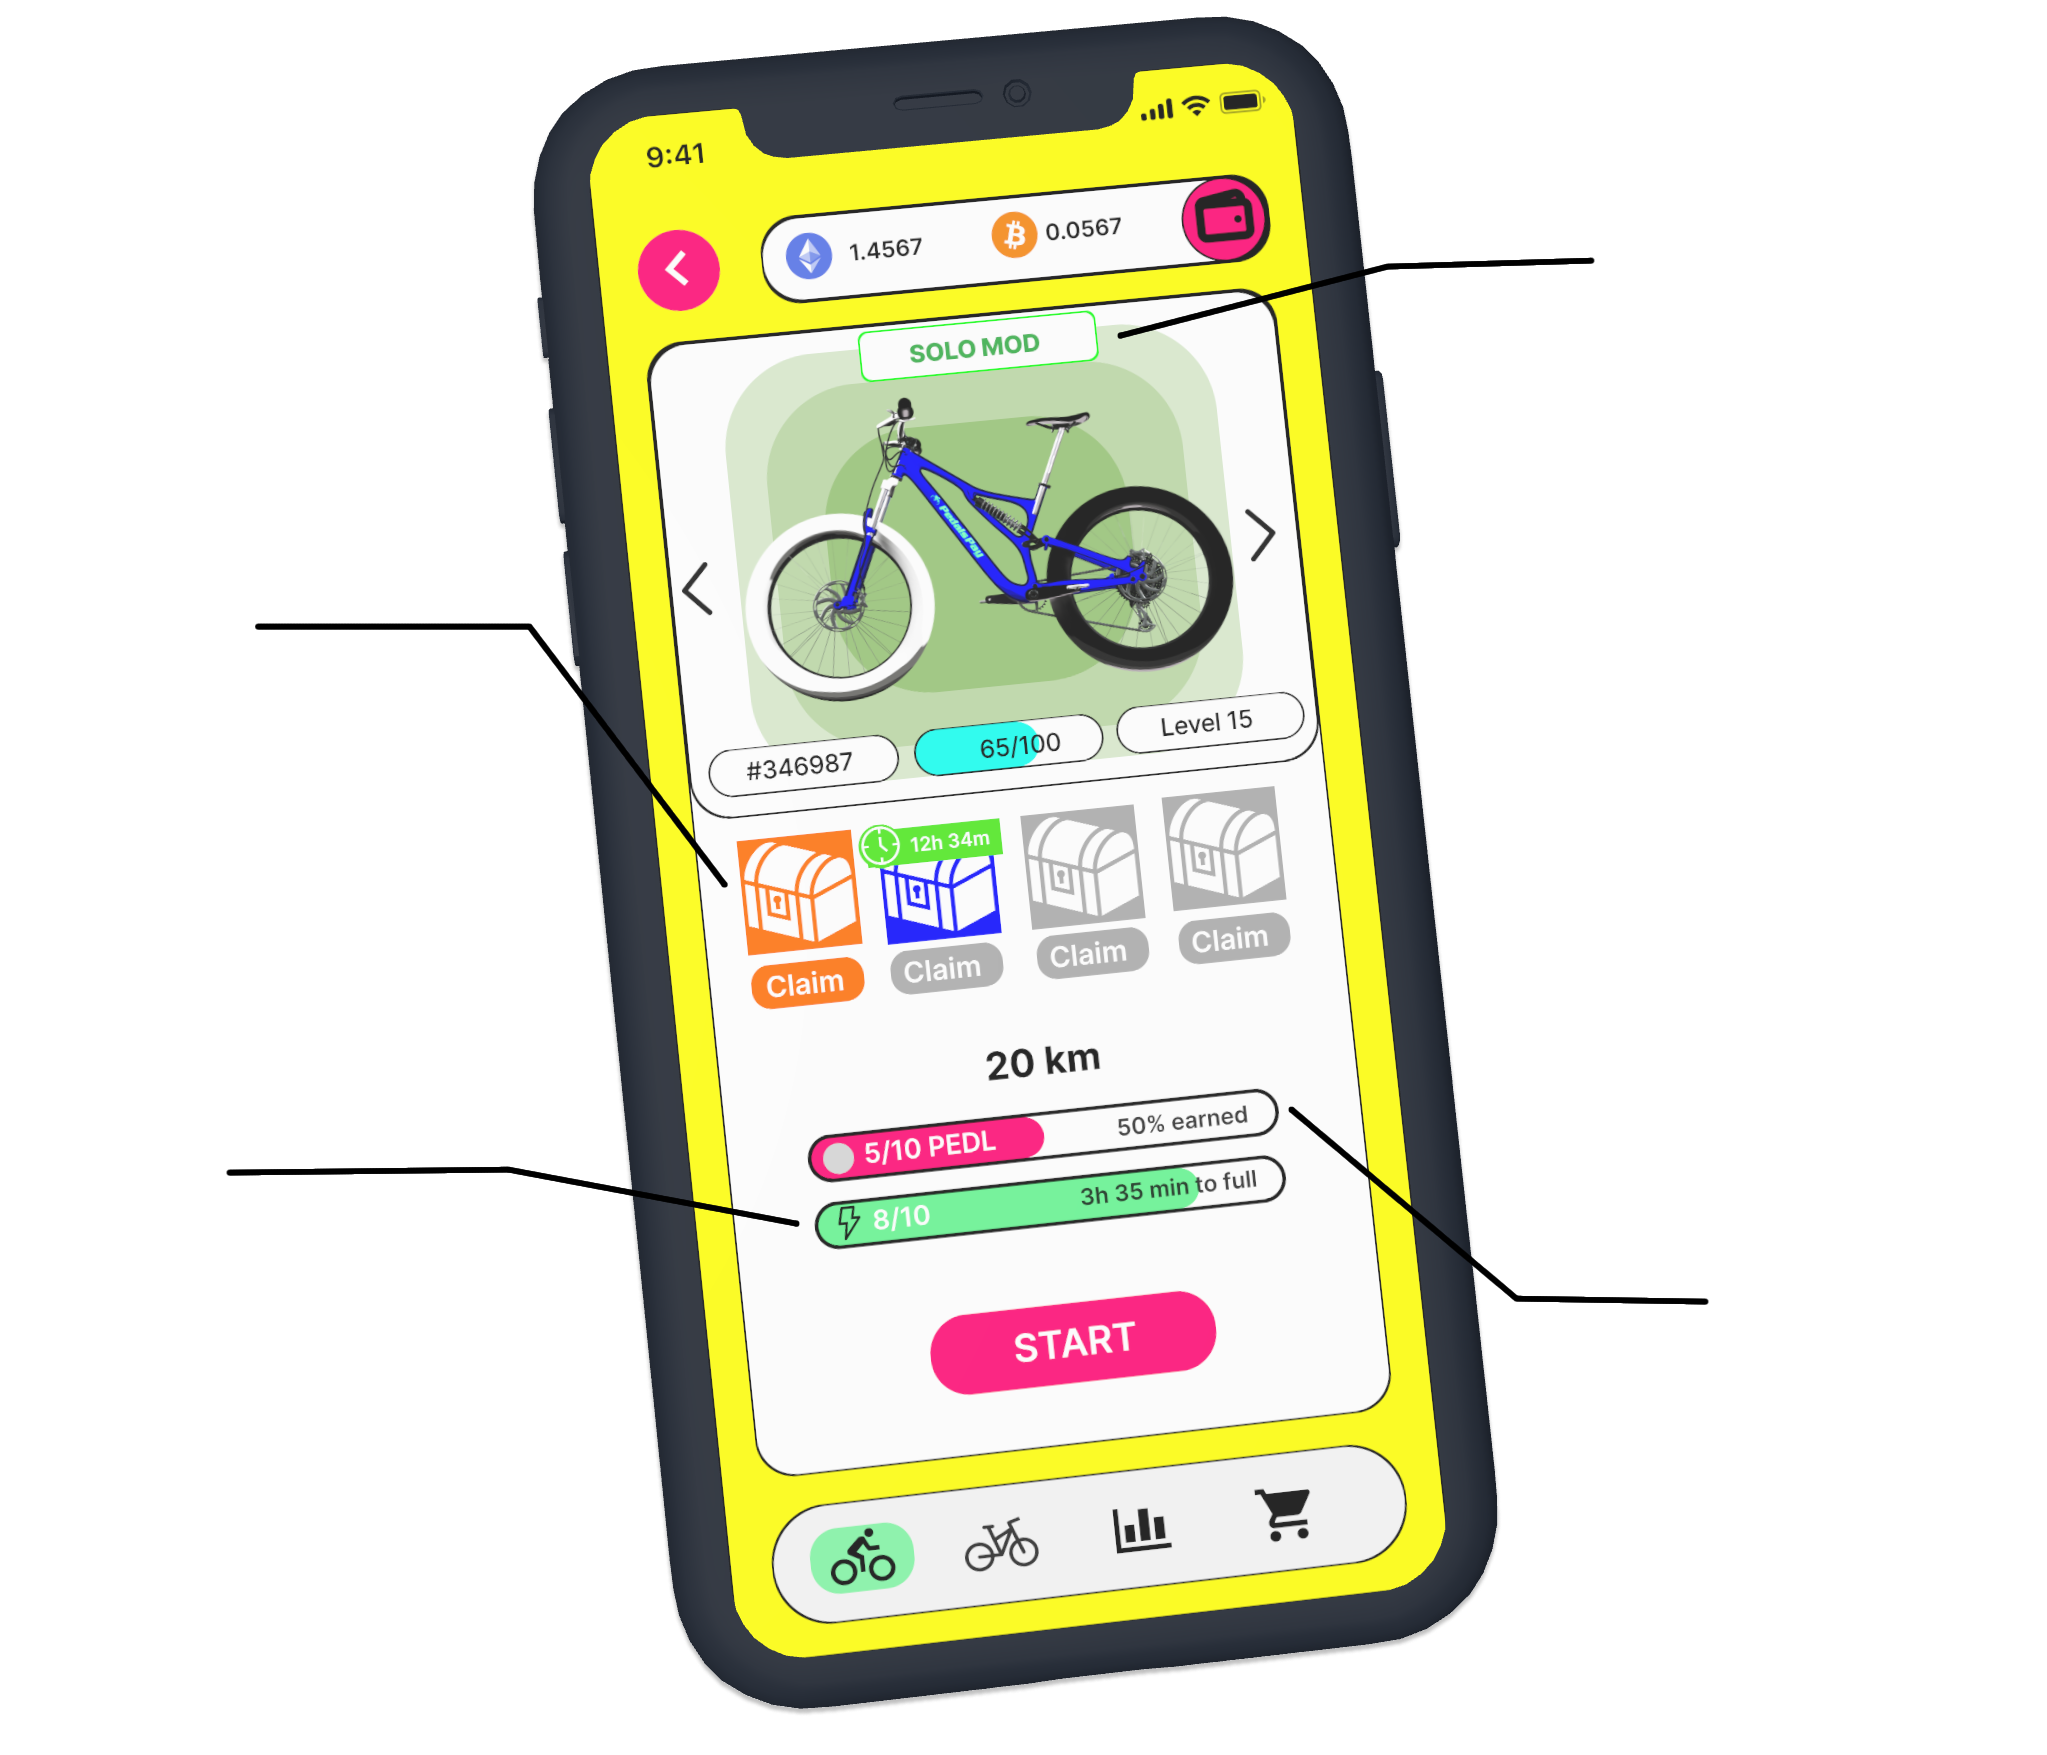 9:41
1.4567
0.0567
SOLO MOD
PedalsPay
#346987
65/100
Level 15
12h 34m
Claim
Claim
Claim
Claim
20 km
5/10 PEDL
50% earned
8/10
3h 35 min to full
START